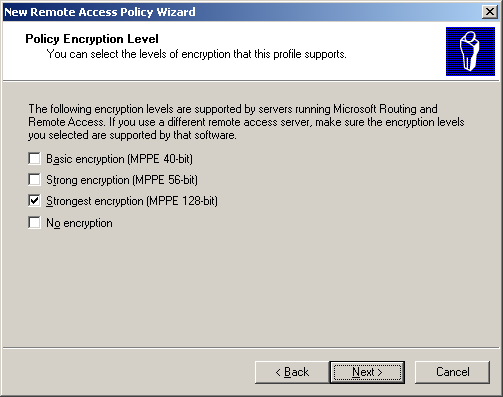 New Remote Access Policy Wizard
Policy Encryption Level
You can select the levels of encryption that this profile supports.
The following encryption levels are supported by servers running Microsoft Routing and
Remote Access. If you use a different remote access server, make sure the encryption levels
you selected are supported by that software.
Basic encryption (MPPE 40-bit)
Strong encryption (MPPE 56-bit)
Strongest encryption (MPPE 128-bit)
No encryption
< Back
Next >
Cancel